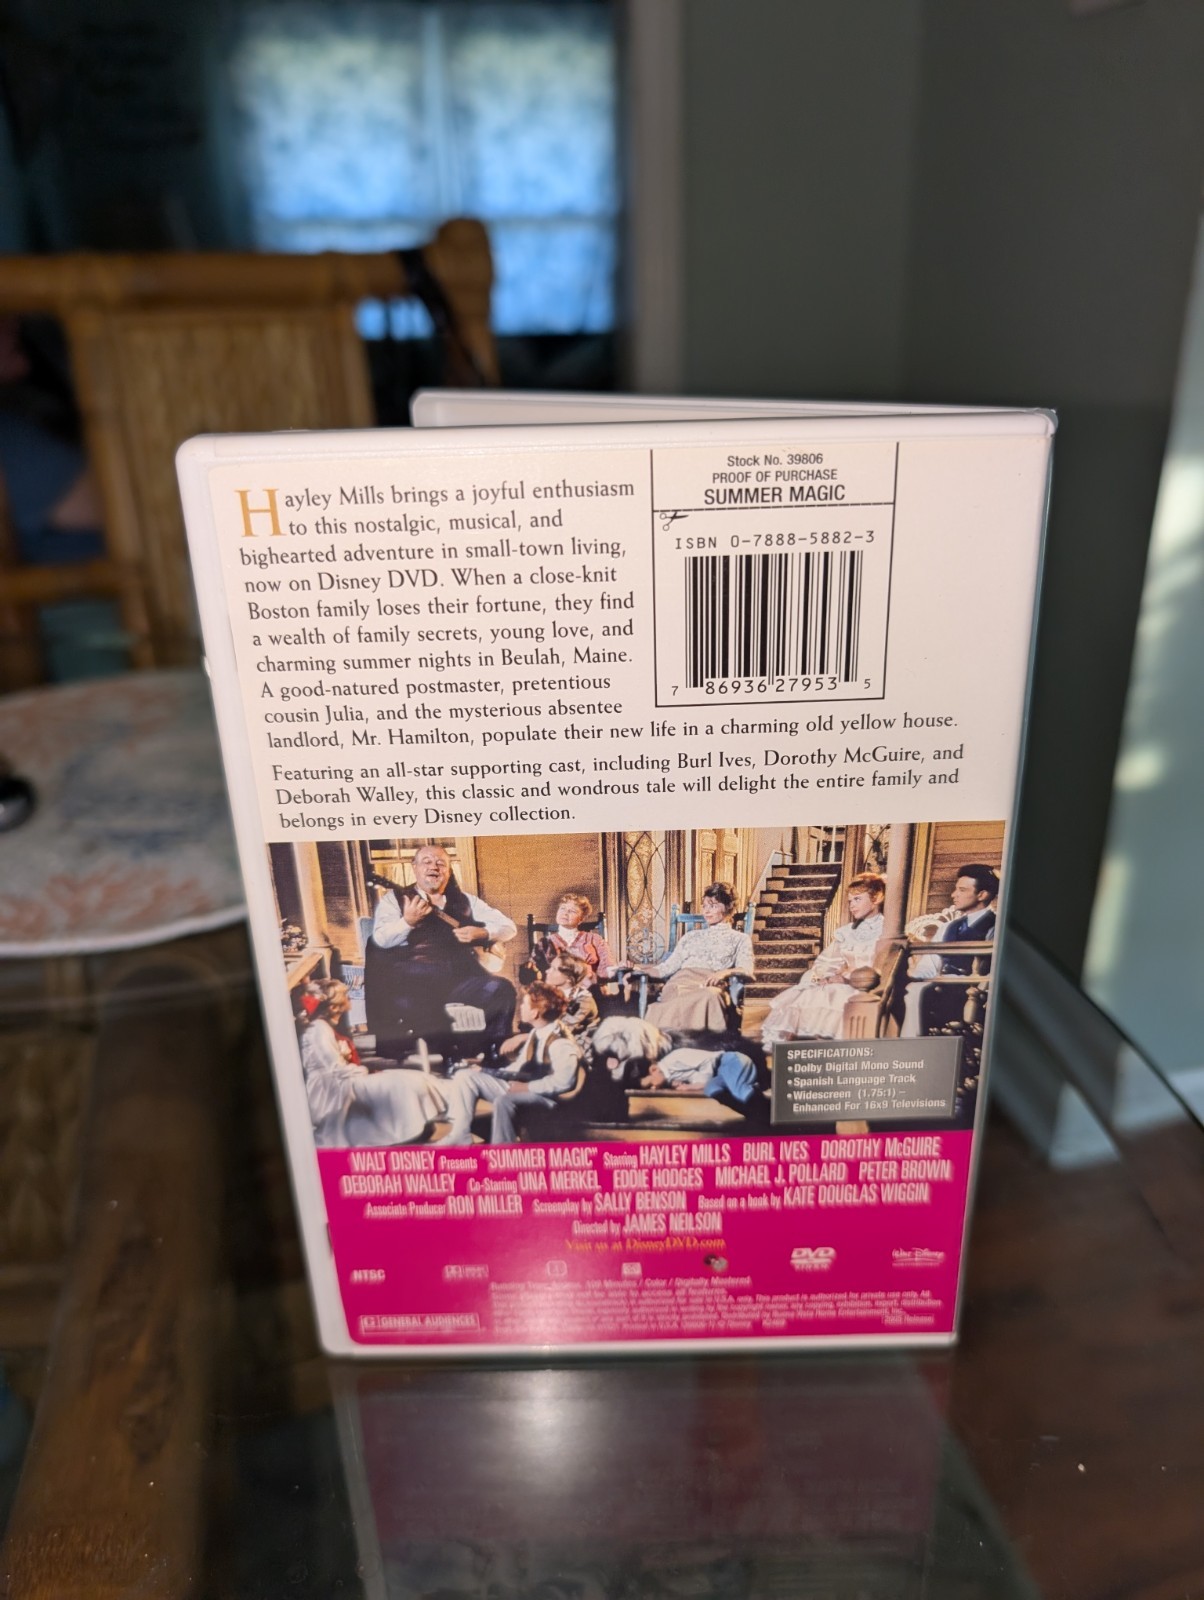 Stock No. 39806
PROOF OF PURCHASE
SUMMER MAGIC
ISBN 0-7888-5882-3
7 86936 27953 5
Hayley Mills brings a joyful enthusiasm
to this nostalgic, musical, and
bighearted adventure in small-town living,
now on Disney DVD. When a close-knit
Boston family loses their fortune, they find
a wealth of family secrets, young love, and
charming summer nights in Beulah, Maine.
A good-natured postmaster, pretentious
cousin Julia, and the mysterious absentee
landlord, Mr. Hamilton, populate their new life in a charming old yellow house.
Featuring an all-star supporting cast, including Burl Ives, Dorothy McGuire, and
Deborah Walley, this classic and wondrous tale will delight the entire family and
belongs in every Disney collection.
SPECIFICATIONS:
• Dolby Digital Mono Sound
• Spanish Language Track
• Widescreen (1.75:1) –
Enhanced For 16x9 Televisions
WALT DISNEY Presents "SUMMER MAGIC" Starring HAYLEY MILLS BURL IVES DOROTHY McGUIRE
DEBORAH WALLEY Co-Starring UNA MERKEL EDDIE HODGES MICHAEL J. POLLARD PETER BROWN
Associate Producer RON MILLER Screenplay by SALLY BENSON Based on a book by KATE DOUGLAS WIGGIN
Directed by JAMES NEILSON
Visit us at DisneyDVD.com
NTSC
DVD
VIDEO
Walt Disney
Minutes / Color / Digitally Mastered
G GENERAL AUDIENCES